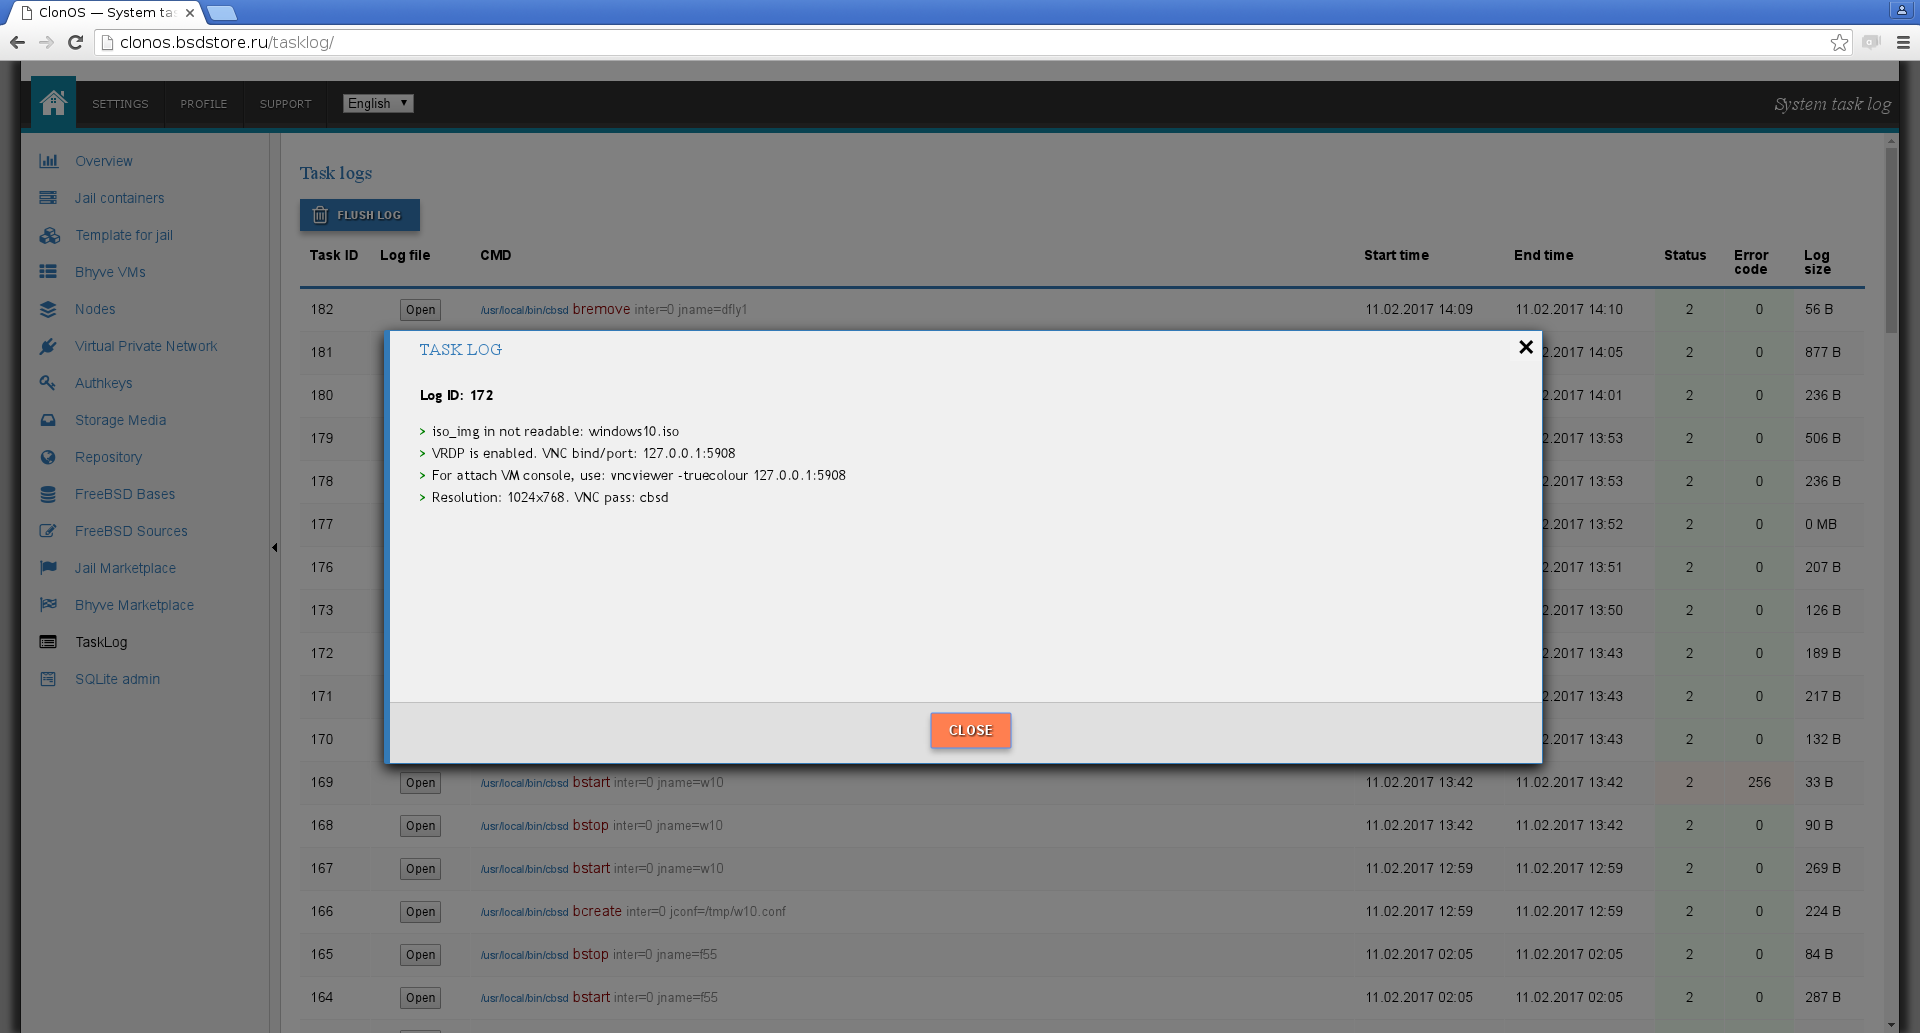 ClonOS — System ta
clonos.bsdstore.ru/tasklog/
SETTINGS PROFILE SUPPORT English System task log
Overview
Jail containers
Template for jail
Bhyve VMs
Nodes
Virtual Private Network
Authkeys
Storage Media
Repository
FreeBSD Bases
FreeBSD Sources
Jail Marketplace
Bhyve Marketplace
TaskLog
SQLite admin
Task logs
FLUSH LOG
Task ID Log file CMD Start time End time Status Error code Log size
182 Open /usr/local/bin/cbsd bremove inter=0 jname=dfly1 11.02.2017 14:09 11.02.2017 14:10 2 0 56 B
181 2.2017 14:05 2 0 877 B
180 2.2017 14:01 2 0 236 B
179 2.2017 13:53 2 0 506 B
178 2.2017 13:53 2 0 236 B
177 2.2017 13:52 2 0 0 MB
176 2.2017 13:51 2 0 207 B
173 2.2017 13:50 2 0 126 B
172 2.2017 13:43 2 0 189 B
171 2.2017 13:43 2 0 217 B
170 2.2017 13:43 2 0 132 B
TASK LOG
Log ID: 172
> iso_img in not readable: windows10.iso
> VRDP is enabled. VNC bind/port: 127.0.0.1:5908
> For attach VM console, use: vncviewer -truecolour 127.0.0.1:5908
> Resolution: 1024x768. VNC pass: cbsd
CLOSE
169 Open /usr/local/bin/cbsd bstart inter=0 jname=w10 11.02.2017 13:42 11.02.2017 13:42 2 256 33 B
168 Open /usr/local/bin/cbsd bstop inter=0 jname=w10 11.02.2017 13:42 11.02.2017 13:42 2 0 90 B
167 Open /usr/local/bin/cbsd bstart inter=0 jname=w10 11.02.2017 12:59 11.02.2017 12:59 2 0 269 B
166 Open /usr/local/bin/cbsd bcreate inter=0 jconf=/tmp/w10.conf 11.02.2017 12:59 11.02.2017 12:59 2 0 224 B
165 Open /usr/local/bin/cbsd bstop inter=0 jname=f55 11.02.2017 02:05 11.02.2017 02:05 2 0 84 B
164 Open /usr/local/bin/cbsd bstart inter=0 jname=f55 11.02.2017 02:05 11.02.2017 02:05 2 0 287 B